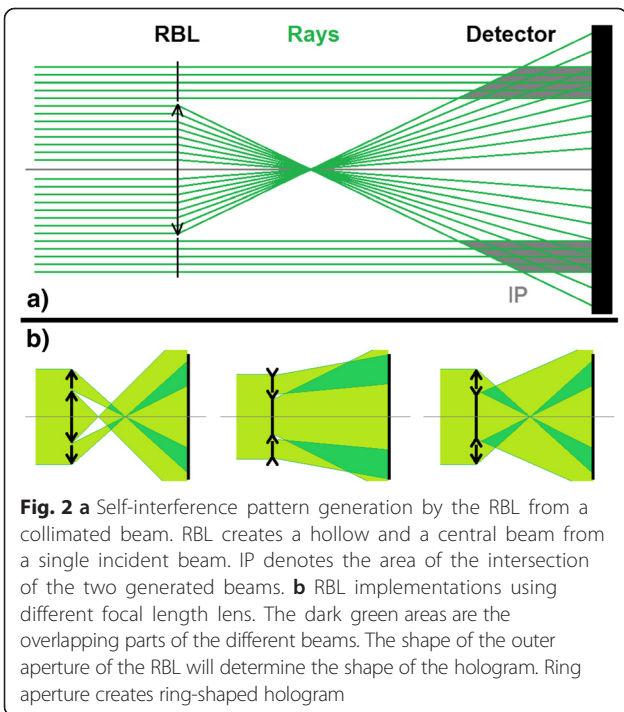 RBL Rays Detector
IP
a)
b)
Fig. 2 a Self-interference pattern generation by the RBL from a
collimated beam. RBL creates a hollow and a central beam from
a single incident beam. IP denotes the area of the intersection
of the two generated beams. b RBL implementations using
different focal length lens. The dark green areas are the
overlapping parts of the different beams. The shape of the outer
aperture of the RBL will determine the shape of the hologram. Ring
aperture creates ring-shaped hologram